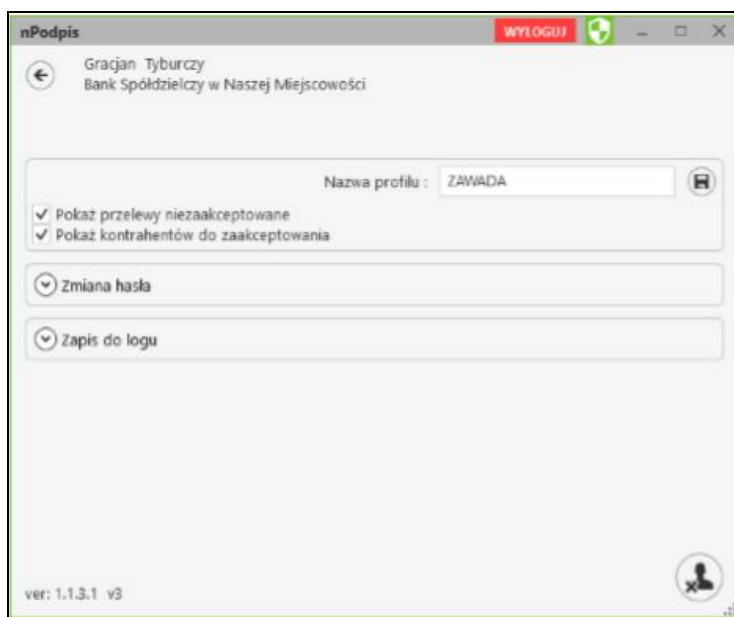 nPodpis WYLOGUJ
Gracjan Tyburczy
Bank Spółdzielczy w Naszej Miejscowości
Nazwa profilu : ZAWADA
Pokaż przelewy niezaakceptowane
Pokaż kontrahentów do zaakceptowania
Zmiana hasła
Zapis do logu
ver: 1.1.3.1 v3